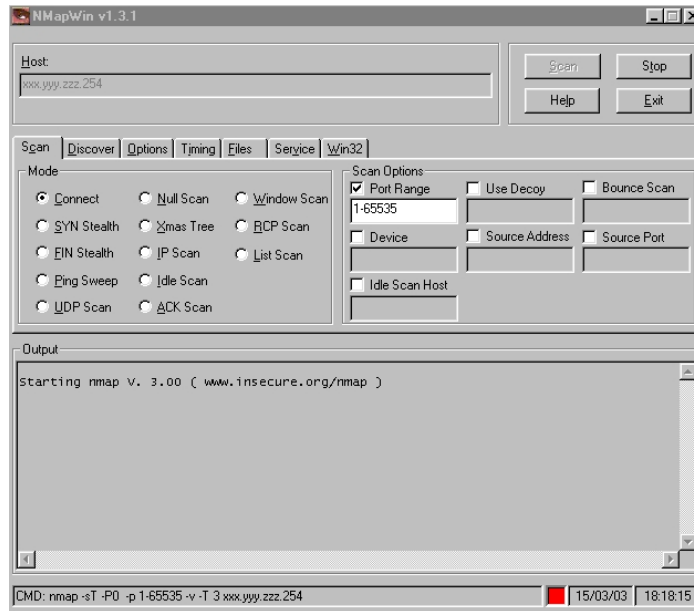 NMapWin v1.3.1
Host:
xxx.yyy.zzz.254
Scan
Stop
Help
Exit
Scan Discover Options Timing Files Service Win32
Mode
Connect Null Scan Window Scan
SYN Stealth Xmas Tree RCP Scan
FIN Stealth IP Scan List Scan
Ping Sweep Idle Scan
UDP Scan ACK Scan
Scan Options
Port Range Use Decoy Bounce Scan
1-65535
Device Source Address Source Port
Idle Scan Host
Output
Starting nmap V. 3.00 ( www.insecure.org/nmap )
CMD: nmap -sT -P0 -p 1-65535 -v -T 3 xxx.yyy.zzz.254
15/03/03 18:18:15